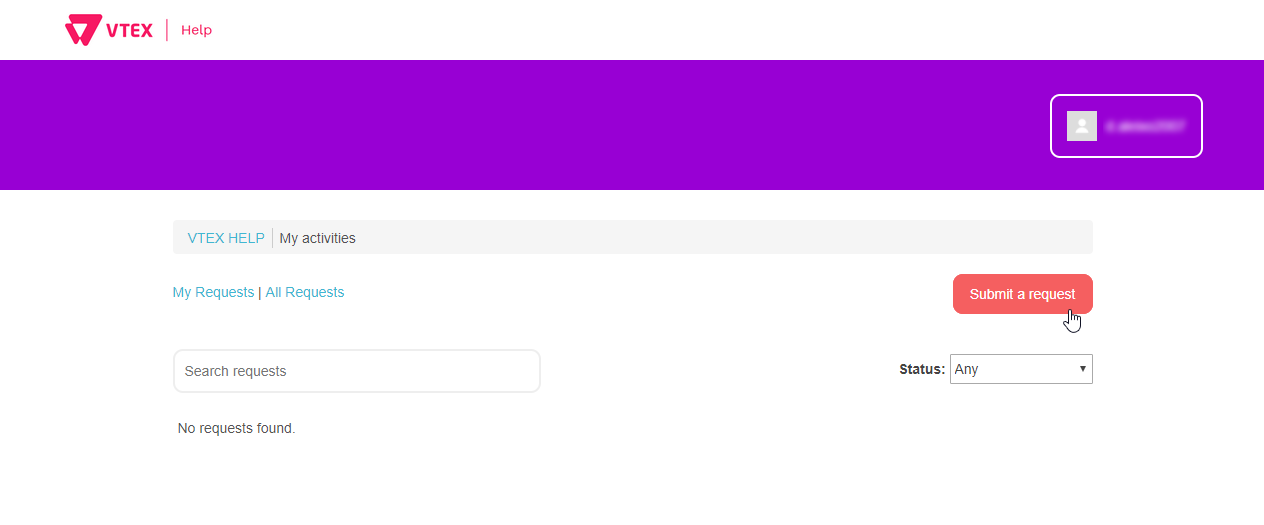 VTEX | Help
VTEX HELP | My activities
My Requests | All Requests
Submit a request
Search requests
Status: Any
No requests found.